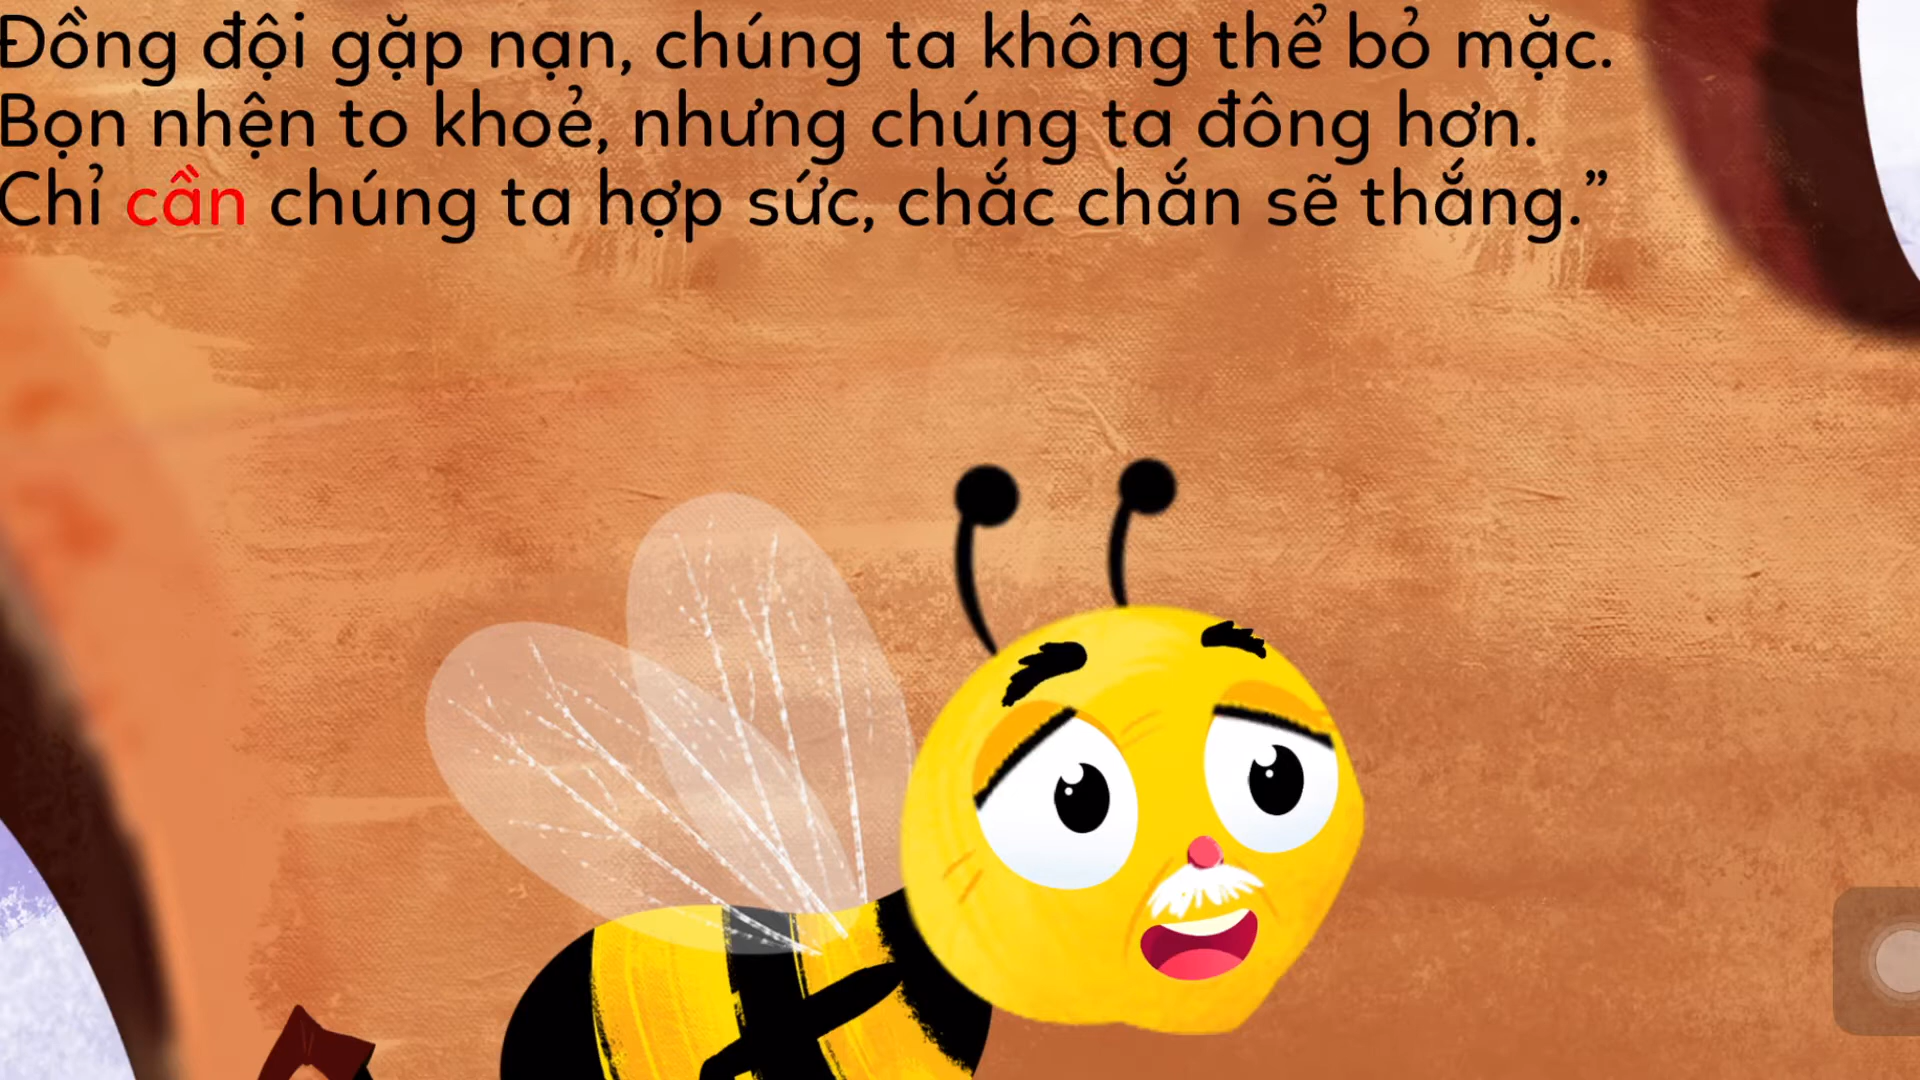 Đồng đội gặp nạn, chúng ta không thể bỏ mặc.
Bọn nhện to khoẻ, nhưng chúng ta đông hơn.
Chỉ cần chúng ta hợp sức, chắc chắn sẽ thắng.”